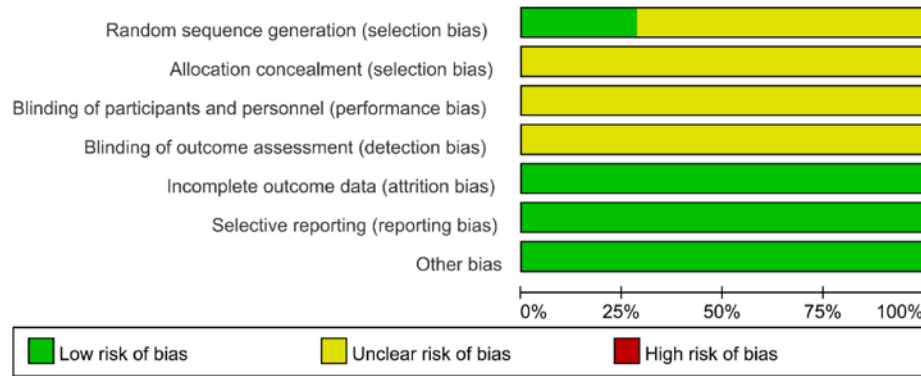 Random sequence generation (selection bias)
Allocation concealment (selection bias)
Blinding of participants and personnel (performance bias)
Blinding of outcome assessment (detection bias)
Incomplete outcome data (attrition bias)
Selective reporting (reporting bias)
Other bias
0% 25% 50% 75% 100%
Low risk of bias Unclear risk of bias High risk of bias